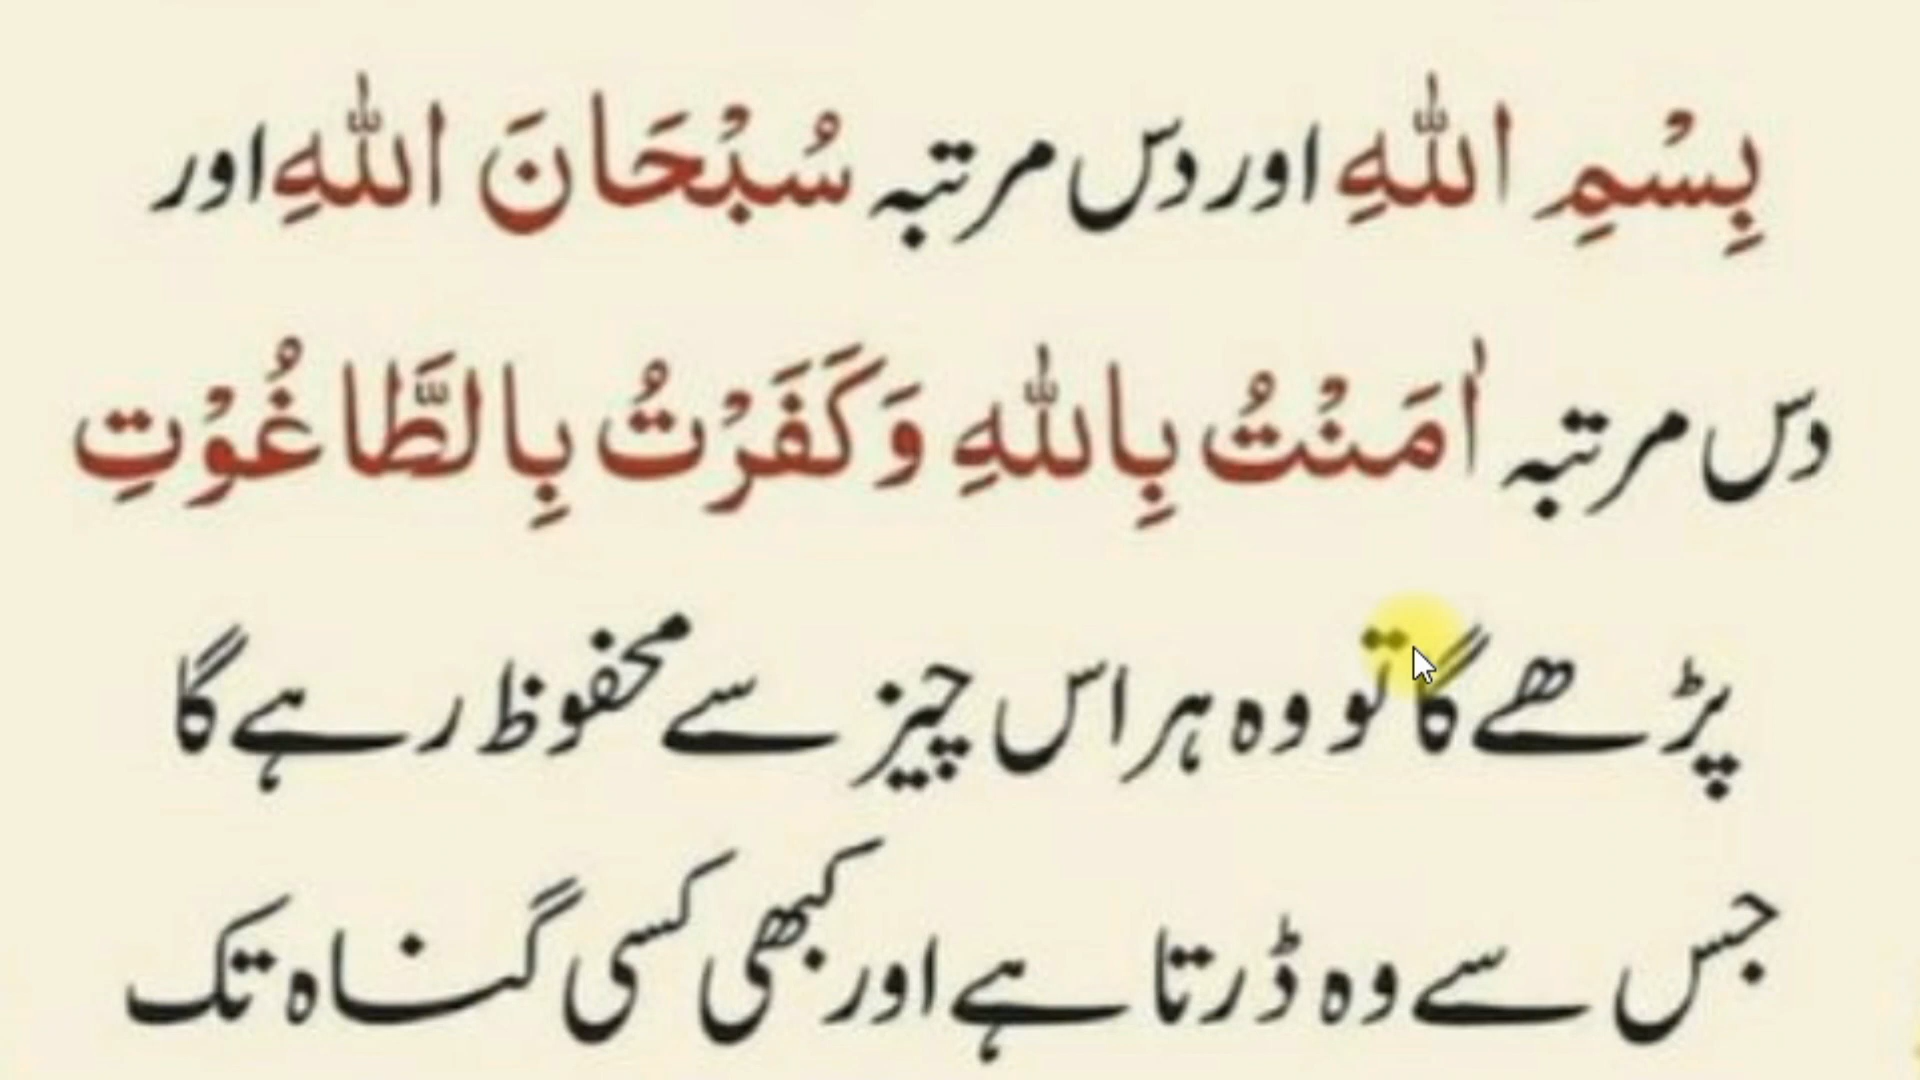 بِسْمِ اللّٰهِ اور دس مرتبہ سُبْحَانَ اللّٰهِ اور
دس مرتبہ اٰمَنْتُ بِاللّٰهِ وَكَفَرْتُ بِالطَّاغُوْتِ
پڑھے گا تو وہ ہر اس چیز سے محفوظ رہے گا
جس سے وہ ڈرتا ہے اور کبھی کسی گناہ تک